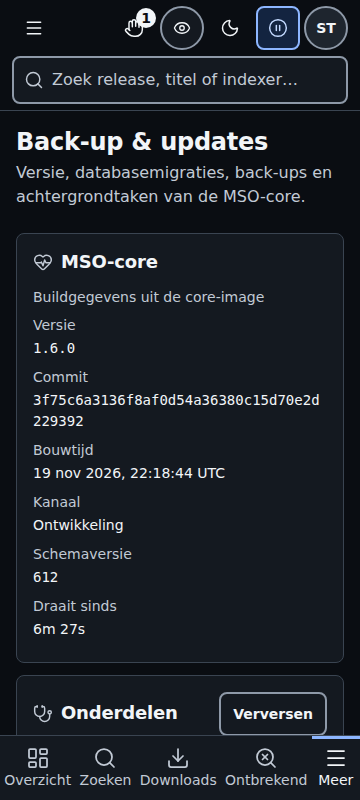 1
ST
Zoek release, titel of indexer…
Back-up & updates
Versie, databasemigraties, back-ups en
achtergrondtaken van de MSO-core.
MSO-core
Buildgegevens uit de core-image
Versie
1.6.0
Commit
3f75c6a3136f8af0d54a36380c15d70e2d
229392
Bouwtijd
19 nov 2026, 22:18:44 UTC
Kanaal
Ontwikkeling
Schemaversie
612
Draait sinds
6m 27s
Onderdelen
Verversen
Overzicht
Zoeken
Downloads
Ontbrekend
Meer